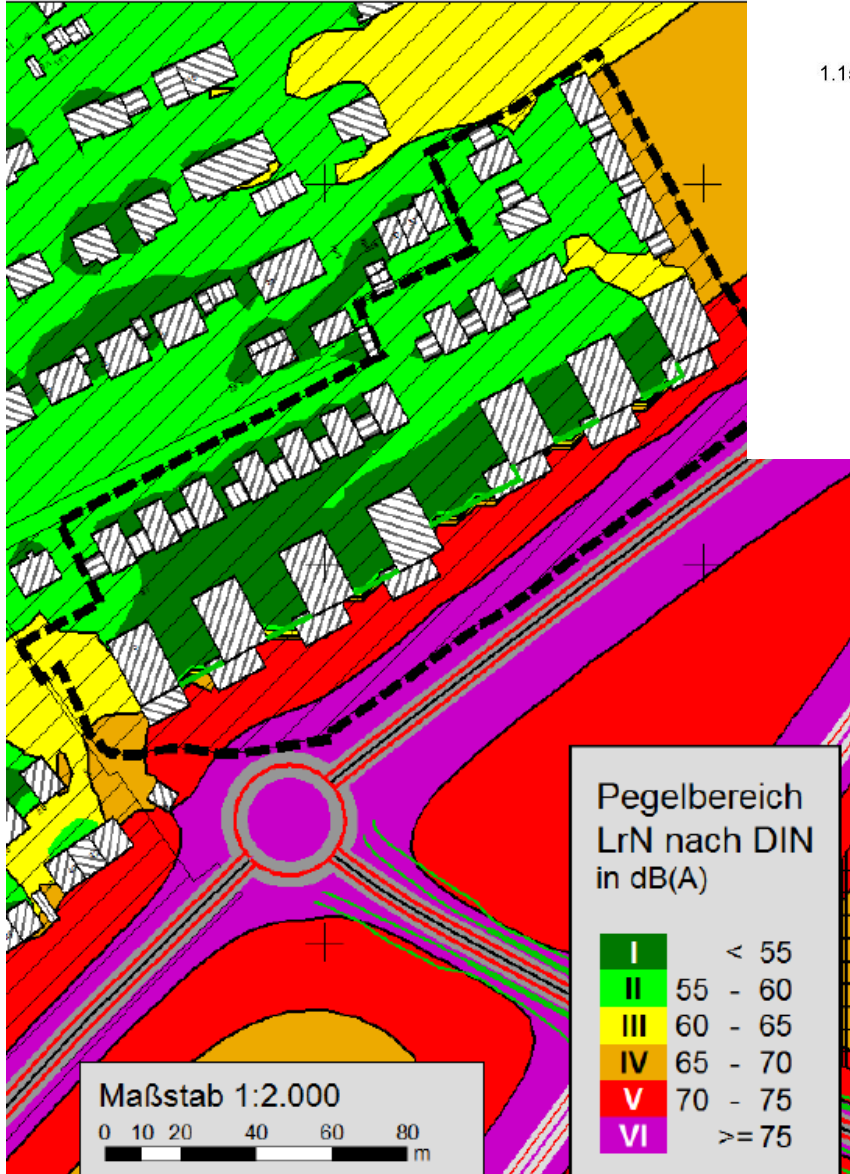 Pegelbereich
LrN nach DIN
in dB(A)
I < 55
II 55 - 60
III 60 - 65
IV 65 - 70
V 70 - 75
VI >= 75
Maßstab 1:2.000
0 10 20 40 60 80
m